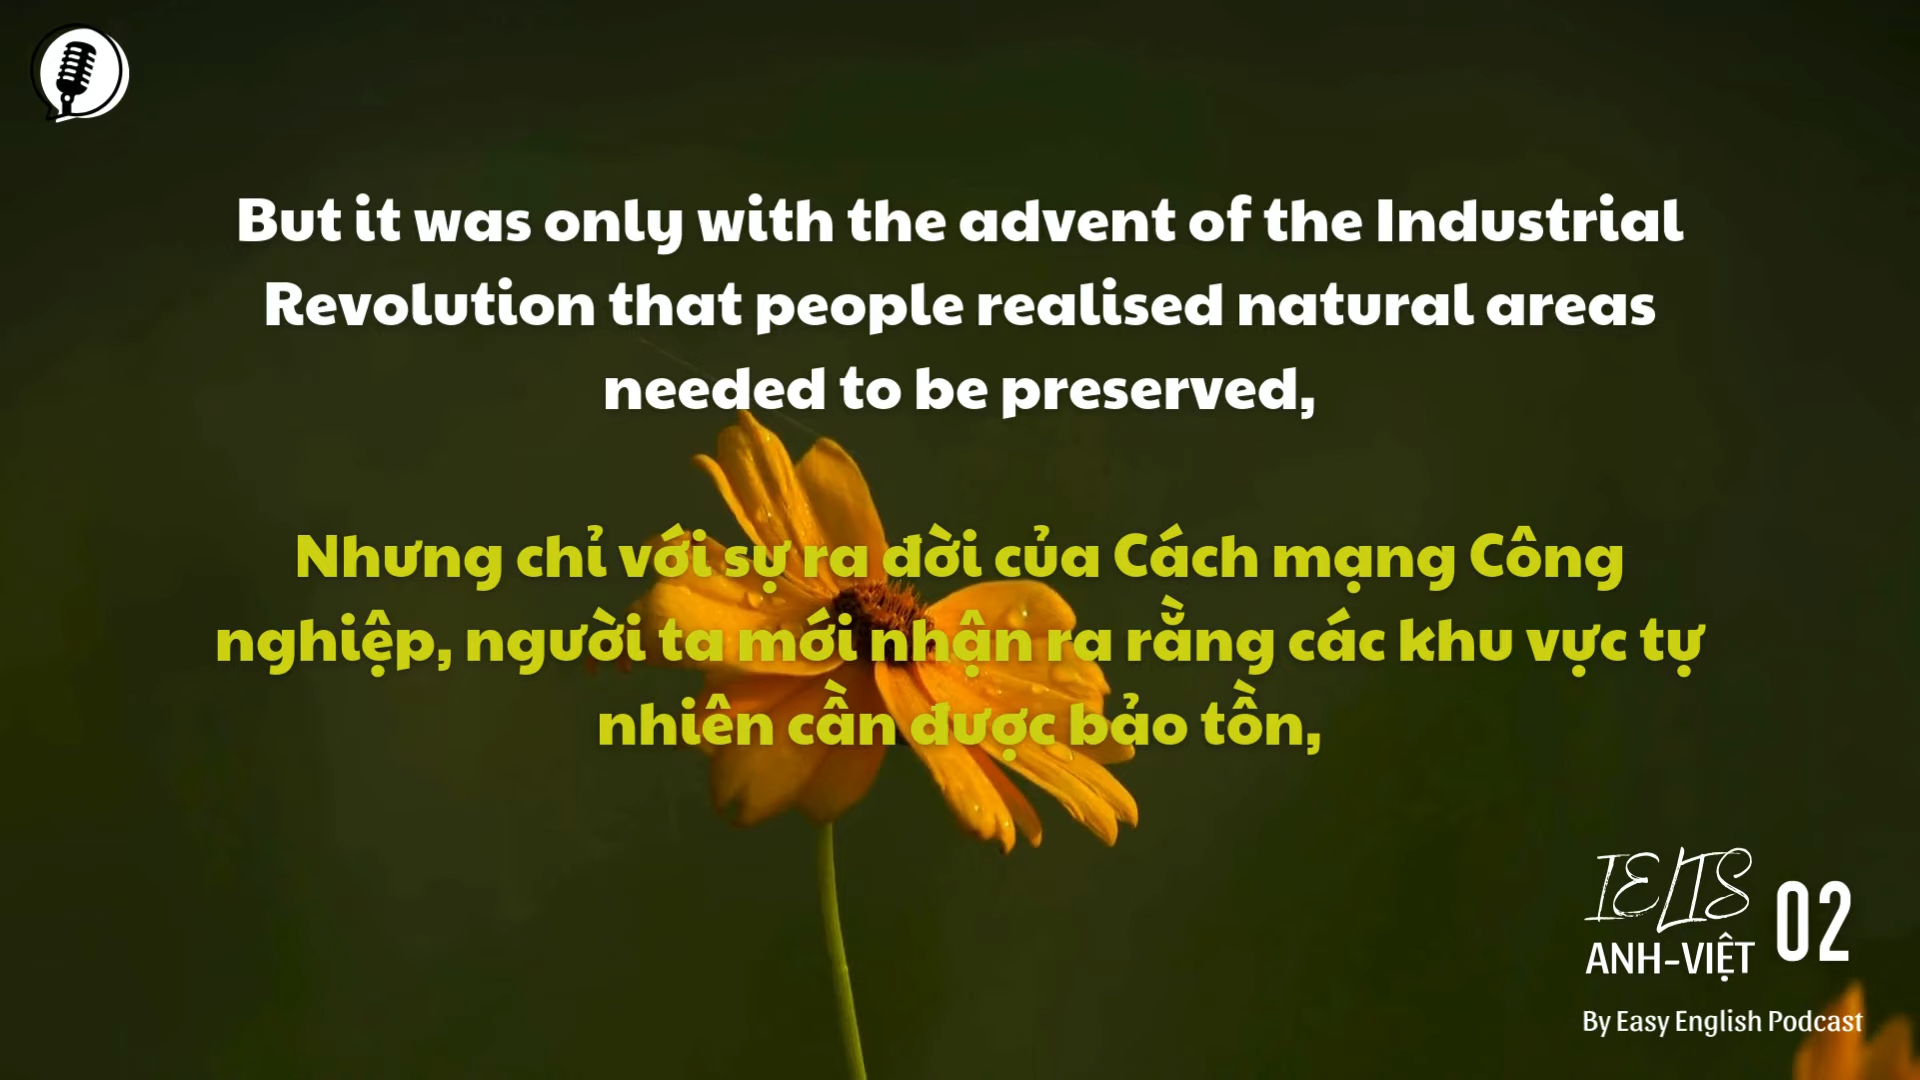 But it was only with the advent of the Industrial
Revolution that people realised natural areas
needed to be preserved,
Nhưng chỉ với sự ra đời của Cách mạng Công
nghiệp, người ta mới nhận ra rằng các khu vực tự
nhiên cần được bảo tồn,
IELTS
ANH-VIỆT 02
By Easy English Podcast